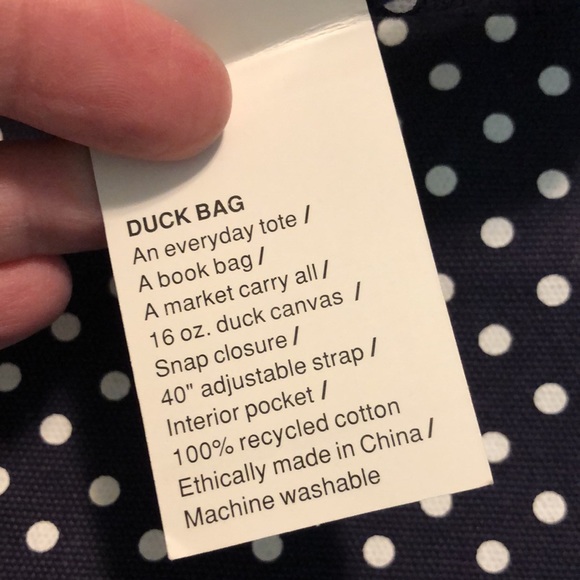 DUCK BAG
An everyday tote /
A book bag /
A market carry all /
16 oz. duck canvas /
Snap closure /
40" adjustable strap /
Interior pocket /
100% recycled cotton
Ethically made in China /
Machine washable